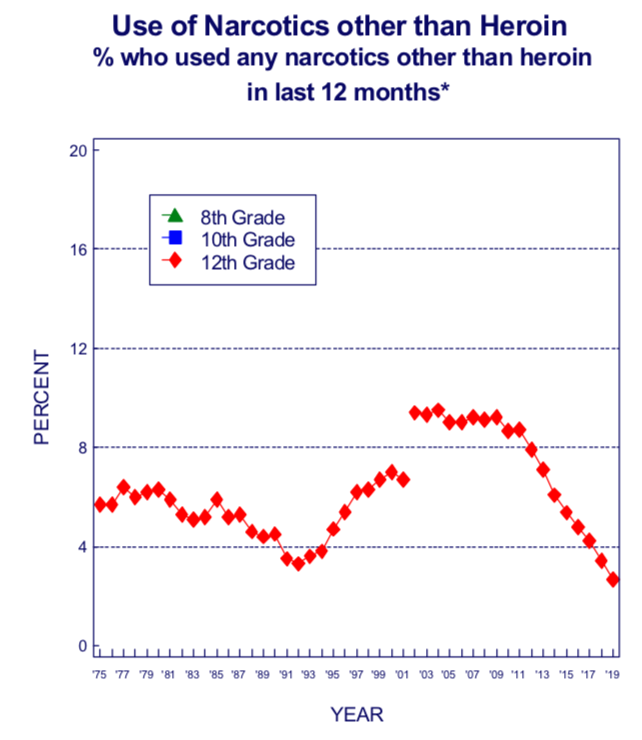 Use of Narcotics other than Heroin
% who used any narcotics other than heroin
in last 12 months*
20
8th Grade
10th Grade
16
12th Grade
12
PERCENT
8
4
0
'75 '77 '79 '81 '83 '85 '87 '89 '91 '93 '95 '97 '99 '01 '03 '05 '07 '09 '11 '13 '15 '17 '19
YEAR